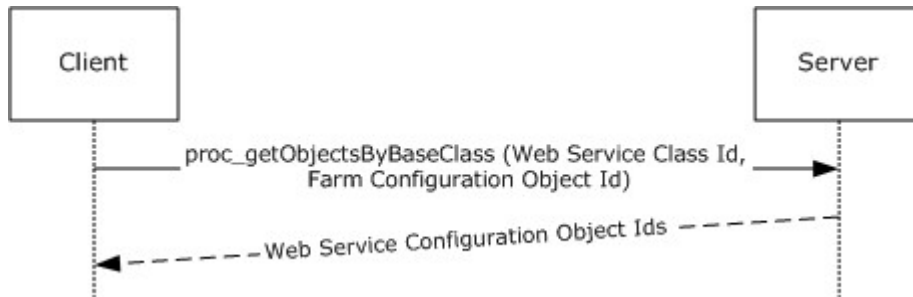 Client
Server
proc_getObjectsByBaseClass (Web Service Class Id,
Farm Configuration Object Id)
Web Service Configuration Object Ids